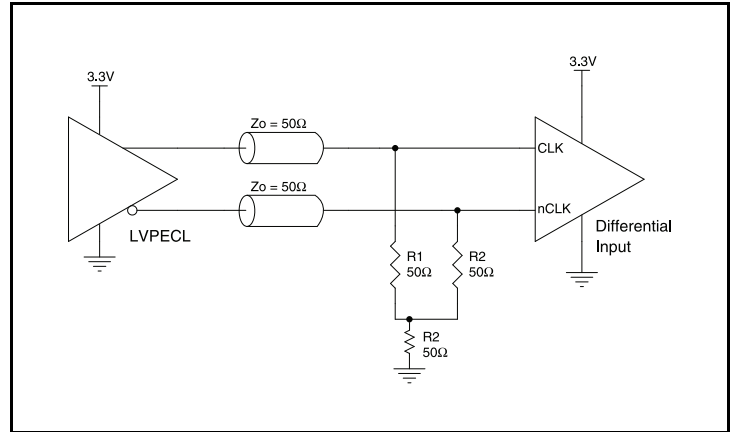 3.3V
3.3V
Zo = 50Ω
CLK
Zo = 50Ω
nCLK
LVPECL
Differential
Input
R1
50Ω
R2
50Ω
R2
50Ω